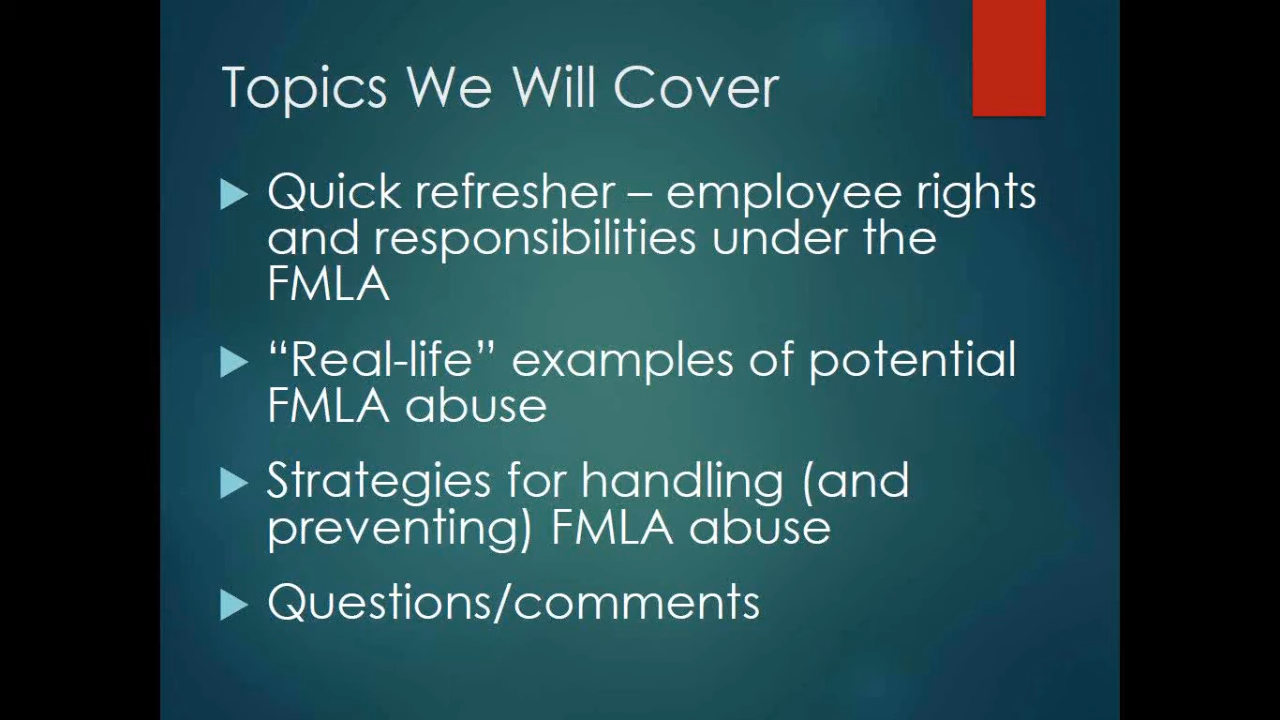 Topics We Will Cover
Quick refresher – employee rights
and responsibilities under the
FMLA
“Real-life” examples of potential
FMLA abuse
Strategies for handling (and
preventing) FMLA abuse
Questions/comments